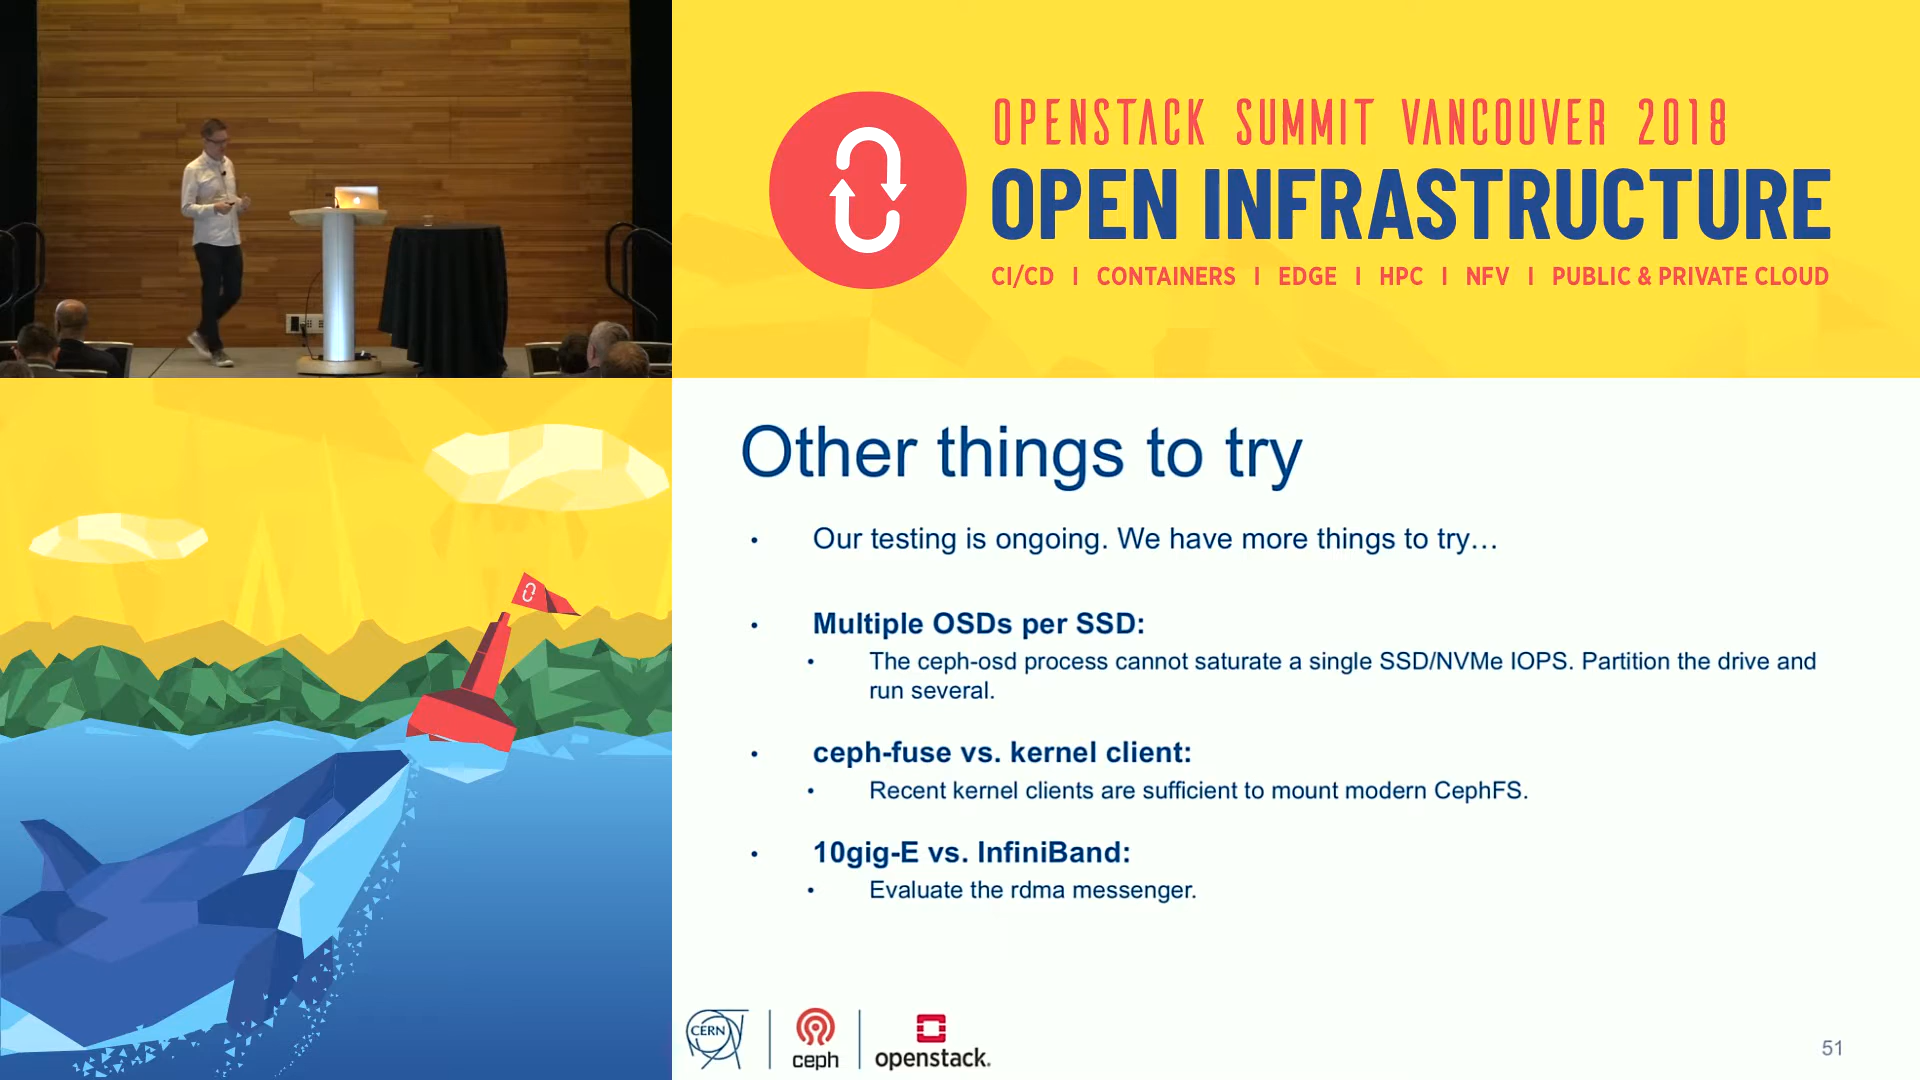 OPENSTACK SUMMIT VANCOUVER 2018
OPEN INFRASTRUCTURE
CI/CD I CONTAINERS I EDGE I HPC I NFV I PUBLIC & PRIVATE CLOUD
Other things to try
• Our testing is ongoing. We have more things to try…
• Multiple OSDs per SSD:
• The ceph-osd process cannot saturate a single SSD/NVMe IOPS. Partition the drive and
run several.
• ceph-fuse vs. kernel client:
• Recent kernel clients are sufficient to mount modern CephFS.
• 10gig-E vs. InfiniBand:
• Evaluate the rdma messenger.
CERN
ceph
openstack.
51